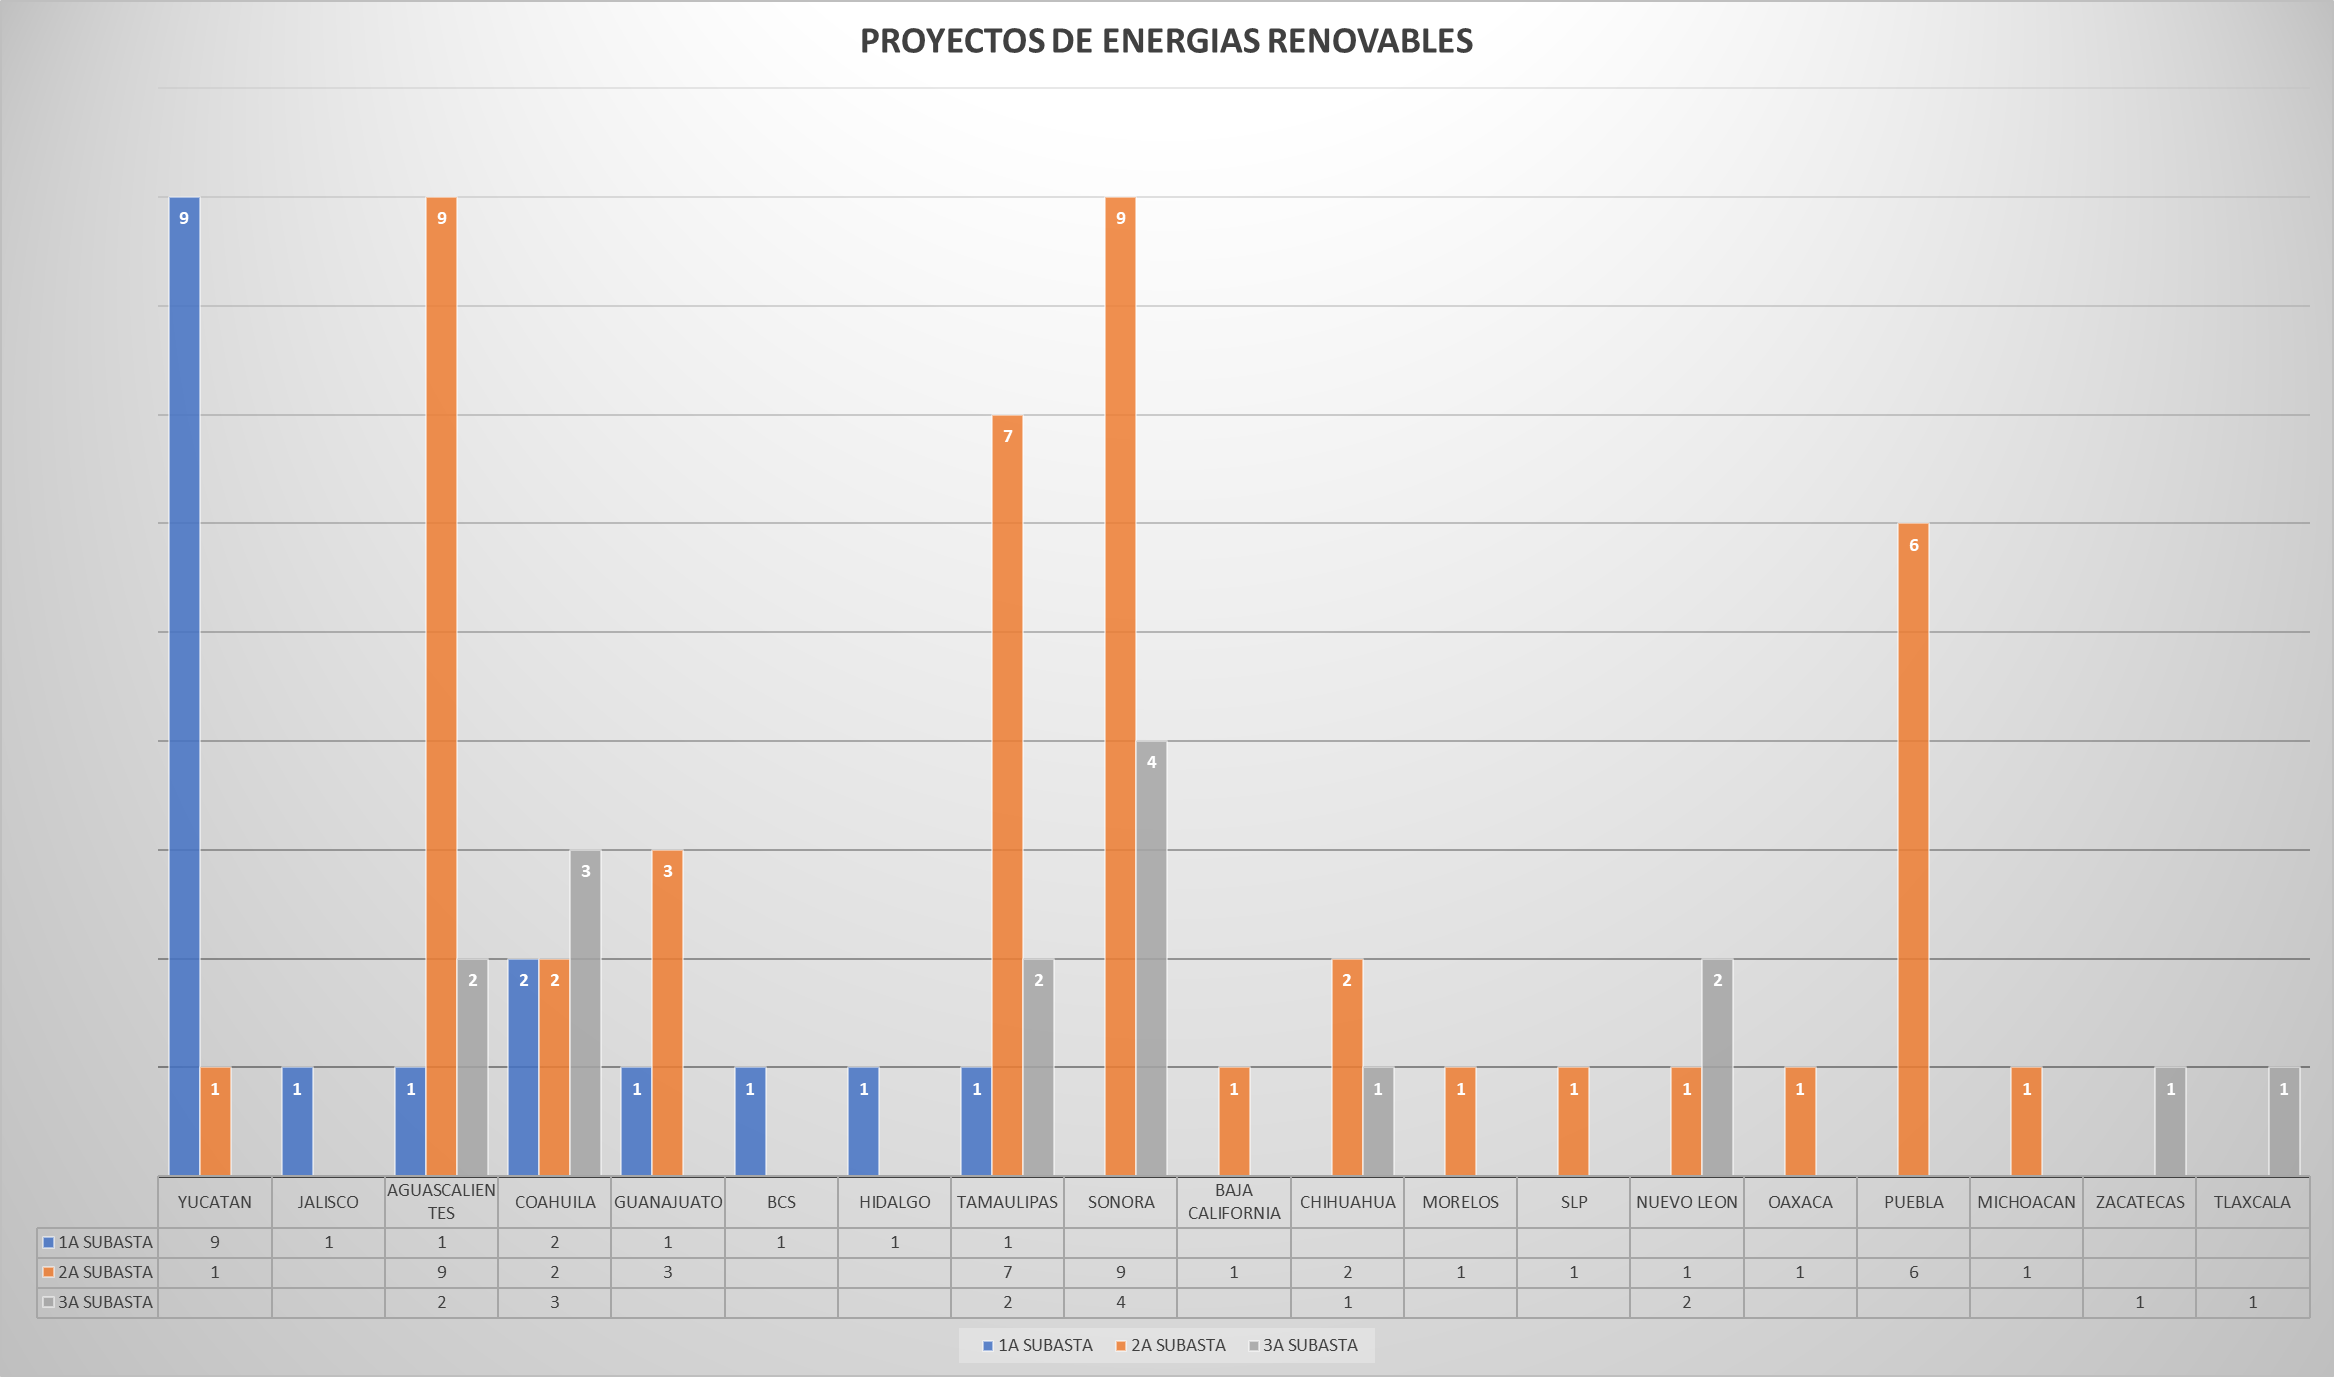 PROYECTOS DE ENERGIAS RENOVABLES
9 9 9
7
6
4
3 3
2 2 2 2 2 2
1 1 1 1 1 1 1 1 1 1 1 1 1 1 1 1 1
YUCATAN JALISCO AGUASCALIEN TES COAHUILA GUANAJUATO BCS HIDALGO TAMAULIPAS SONORA BAJA CALIFORNIA CHIHUAHUA MORELOS SLP NUEVO LEON OAXACA PUEBLA MICHOACAN ZACATECAS TLAXCALA
1A SUBASTA 9 1 1 2 1 1 1 1
2A SUBASTA 1 9 2 3 7 9 1 2 1 1 1 1 6 1
3A SUBASTA 2 3 2 4 1 2 1 1
1A SUBASTA 2A SUBASTA 3A SUBASTA